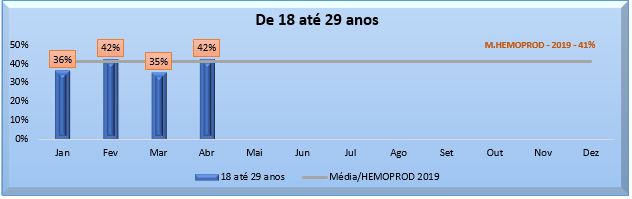 De 18 até 29 anos
M.HEMOPROD - 2019 - 41%
50%
40%
30%
20%
10%
0%
36%
42%
35%
42%
Jan Fev Mar Abr Mai Jun Jul Ago Set Out Nov Dez
18 até 29 anos Média/HEMOPROD 2019